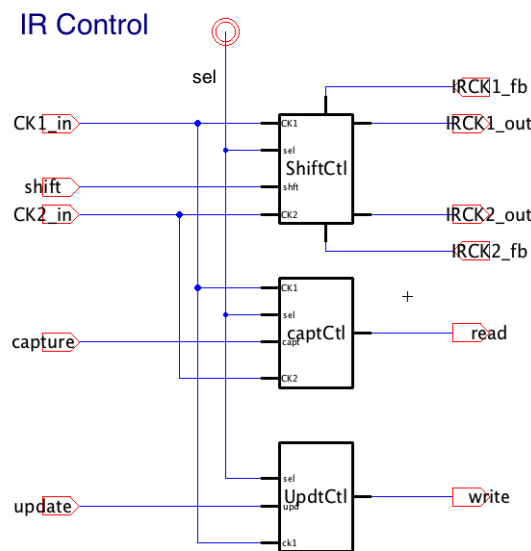 IR Control
sel
IRCK1_fb
CK1_in
CK1
IRCK1_out
sel
ShiftCtl
shift
shft
CK2_in
CK2
IRCK2_out
IRCK2_fb
CK1
sel
captCtl
capture
capt
read
CK2
sel
UpdtCtl
update
upd
write
ck1